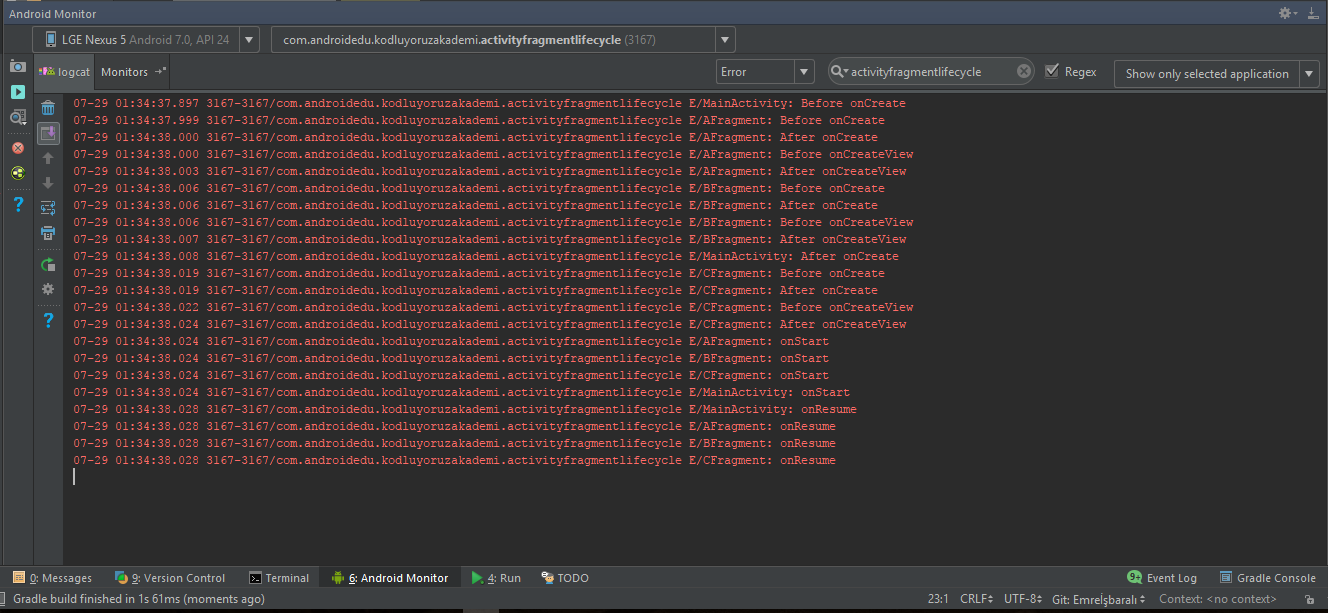 Android Monitor
LGE Nexus 5 Android 7.0, API 24
com.androidedu.kodluyoruzakademi.activityfragmentlifecycle (3167)
logcat
Monitors
Error
activityfragmentlifecycle
Regex
Show only selected application
07-29 01:34:37.897 3167-3167/com.androidedu.kodluyoruzakademi.activityfragmentlifecycle E/MainActivity: Before onCreate
07-29 01:34:37.999 3167-3167/com.androidedu.kodluyoruzakademi.activityfragmentlifecycle E/AFragment: Before onCreate
07-29 01:34:38.000 3167-3167/com.androidedu.kodluyoruzakademi.activityfragmentlifecycle E/AFragment: After onCreate
07-29 01:34:38.000 3167-3167/com.androidedu.kodluyoruzakademi.activityfragmentlifecycle E/AFragment: Before onCreateView
07-29 01:34:38.003 3167-3167/com.androidedu.kodluyoruzakademi.activityfragmentlifecycle E/AFragment: After onCreateView
07-29 01:34:38.006 3167-3167/com.androidedu.kodluyoruzakademi.activityfragmentlifecycle E/BFragment: Before onCreate
07-29 01:34:38.006 3167-3167/com.androidedu.kodluyoruzakademi.activityfragmentlifecycle E/BFragment: After onCreate
07-29 01:34:38.006 3167-3167/com.androidedu.kodluyoruzakademi.activityfragmentlifecycle E/BFragment: Before onCreateView
07-29 01:34:38.007 3167-3167/com.androidedu.kodluyoruzakademi.activityfragmentlifecycle E/BFragment: After onCreateView
07-29 01:34:38.008 3167-3167/com.androidedu.kodluyoruzakademi.activityfragmentlifecycle E/MainActivity: After onCreate
07-29 01:34:38.019 3167-3167/com.androidedu.kodluyoruzakademi.activityfragmentlifecycle E/CFragment: Before onCreate
07-29 01:34:38.019 3167-3167/com.androidedu.kodluyoruzakademi.activityfragmentlifecycle E/CFragment: After onCreate
07-29 01:34:38.022 3167-3167/com.androidedu.kodluyoruzakademi.activityfragmentlifecycle E/CFragment: Before onCreateView
07-29 01:34:38.024 3167-3167/com.androidedu.kodluyoruzakademi.activityfragmentlifecycle E/CFragment: After onCreateView
07-29 01:34:38.024 3167-3167/com.androidedu.kodluyoruzakademi.activityfragmentlifecycle E/AFragment: onStart
07-29 01:34:38.024 3167-3167/com.androidedu.kodluyoruzakademi.activityfragmentlifecycle E/BFragment: onStart
07-29 01:34:38.024 3167-3167/com.androidedu.kodluyoruzakademi.activityfragmentlifecycle E/CFragment: onStart
07-29 01:34:38.024 3167-3167/com.androidedu.kodluyoruzakademi.activityfragmentlifecycle E/MainActivity: onStart
07-29 01:34:38.028 3167-3167/com.androidedu.kodluyoruzakademi.activityfragmentlifecycle E/MainActivity: onResume
07-29 01:34:38.028 3167-3167/com.androidedu.kodluyoruzakademi.activityfragmentlifecycle E/AFragment: onResume
07-29 01:34:38.028 3167-3167/com.androidedu.kodluyoruzakademi.activityfragmentlifecycle E/BFragment: onResume
07-29 01:34:38.028 3167-3167/com.androidedu.kodluyoruzakademi.activityfragmentlifecycle E/CFragment: onResume
0: Messages
9: Version Control
Terminal
6: Android Monitor
4: Run
TODO
9+ Event Log
Gradle Console
Gradle build finished in 1s 61ms (moments ago)
23:1
CRLF
UTF-8
Git: Emreİşbaralı
Context: <no context>